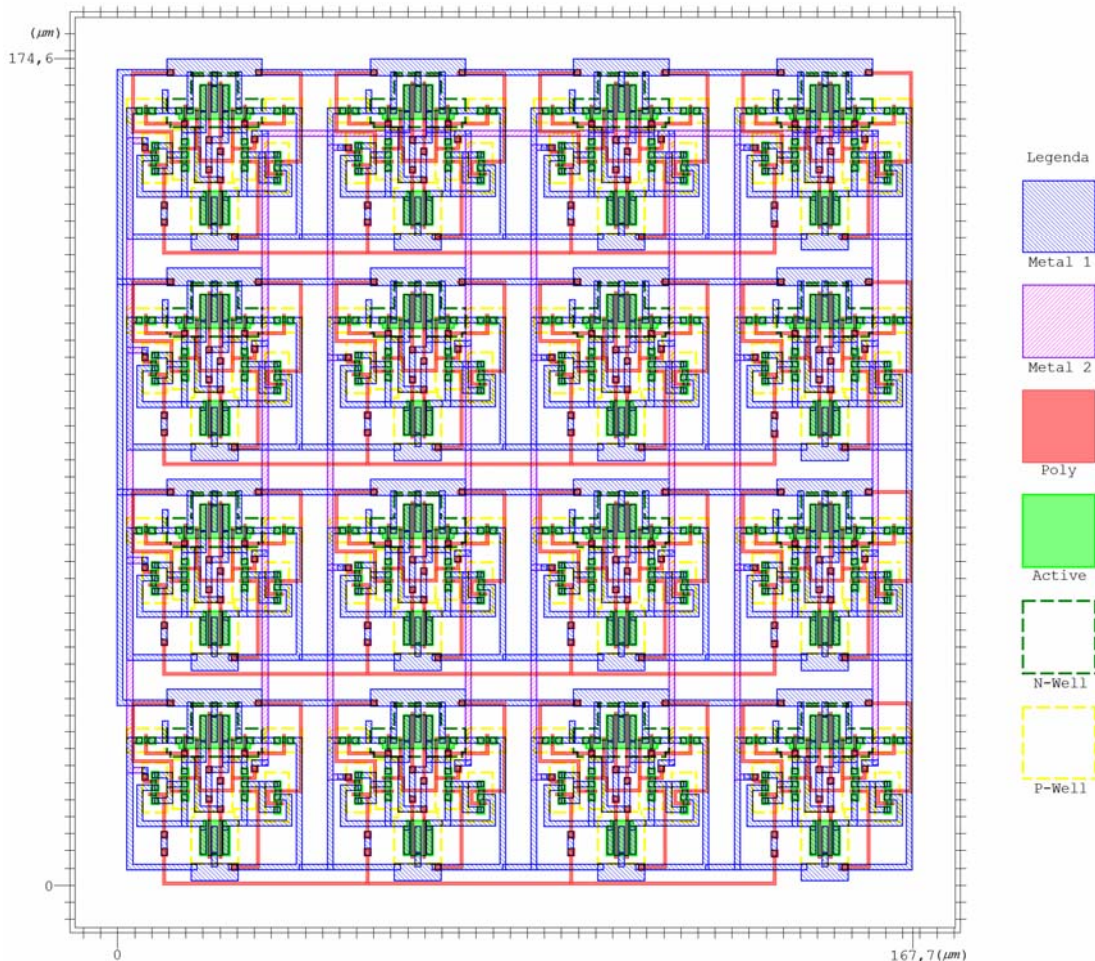 (μm)
174,6
0
0
167,7(μm)
Legenda
Metal 1
Metal 2
Poly
Active
N-Well
P-Well